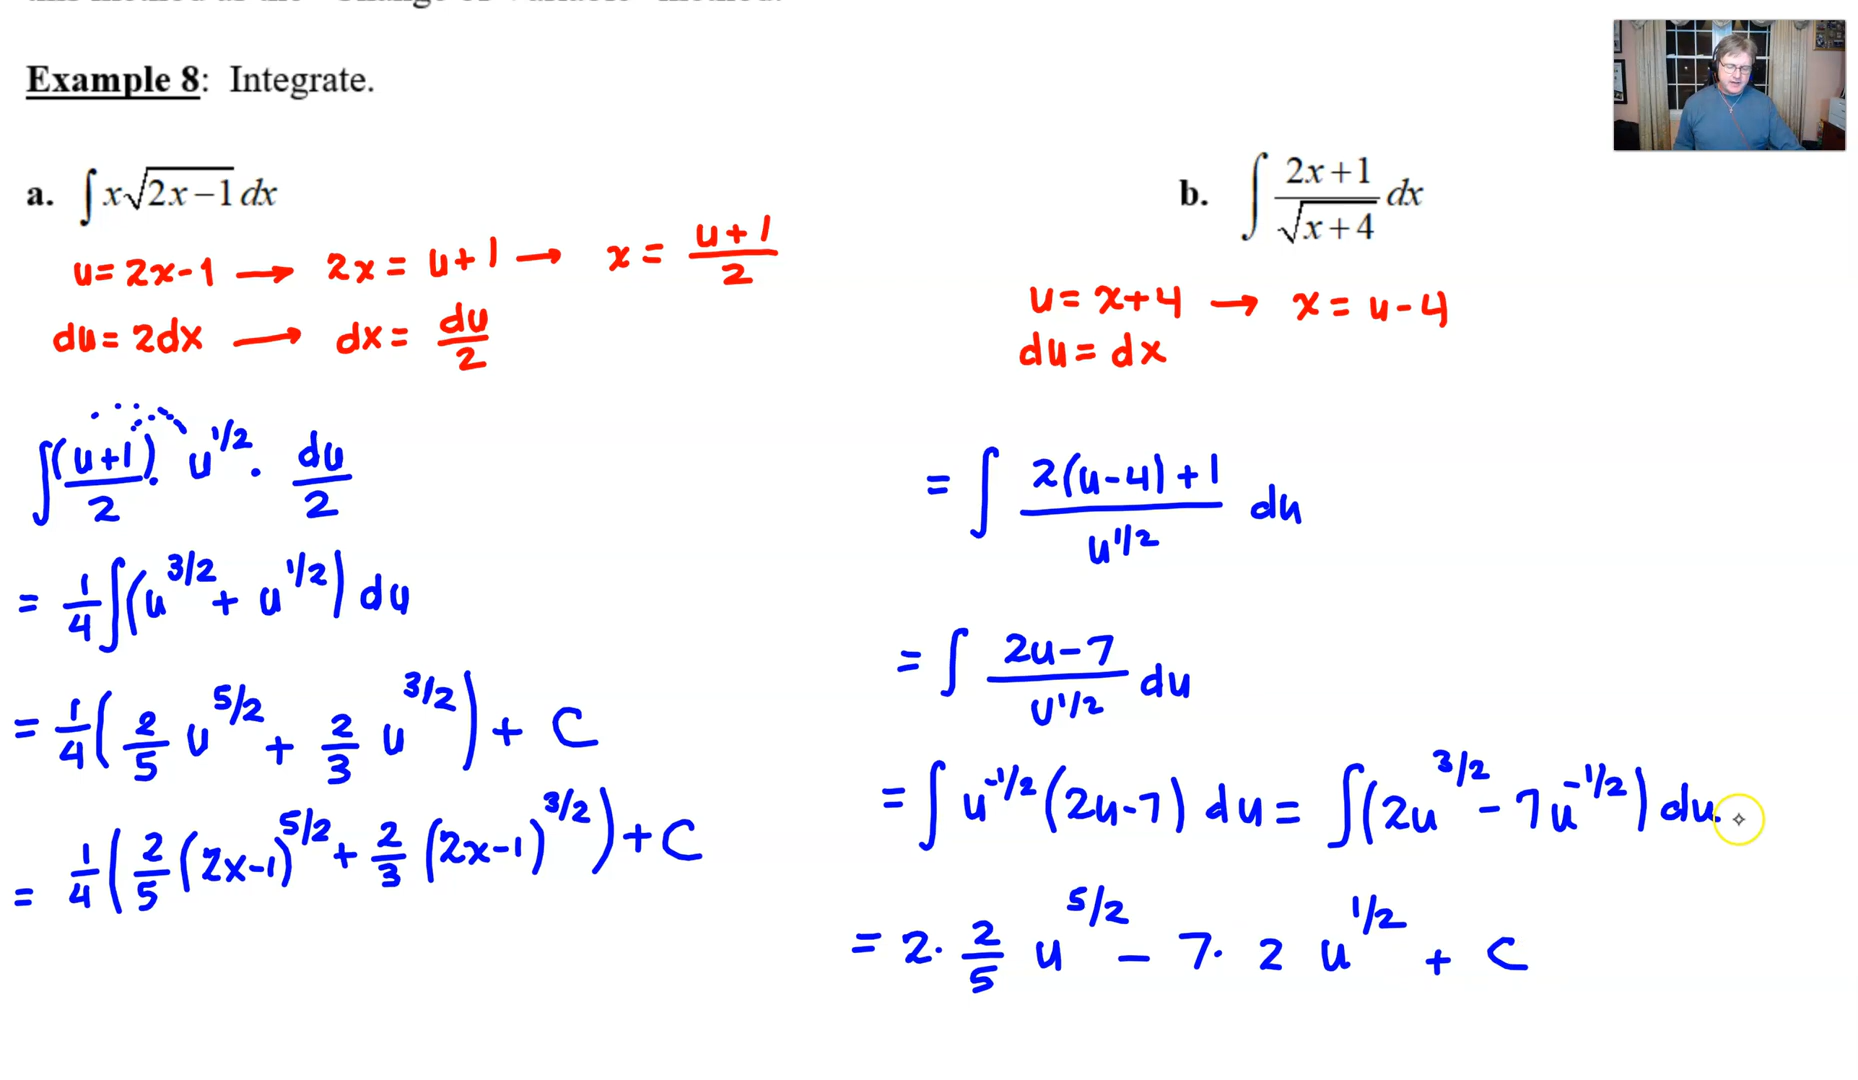 Example 8: Integrate.
a. ∫x√(2x−1) dx
u = 2x-1 → 2x = u+1 → x = (u+1)/2
du = 2dx → dx = du/2
∫(u+1)/2 · u^(1/2) · du/2
= 1/4 ∫(u^(3/2) + u^(1/2)) du
= 1/4 (2/5 u^(5/2) + 2/3 u^(3/2)) + C
= 1/4 (2/5 (2x-1)^(5/2) + 2/3 (2x-1)^(3/2)) + C
b. ∫ (2x+1)/√(x+4) dx
u = x+4 → x = u-4
du = dx
= ∫ (2(u-4)+1)/u^(1/2) du
= ∫ (2u-7)/u^(1/2) du
= ∫ u^(-1/2) (2u-7) du = ∫(2u^(3/2) - 7u^(-1/2)) du
= 2· 2/5 u^(5/2) - 7· 2 u^(1/2) + C